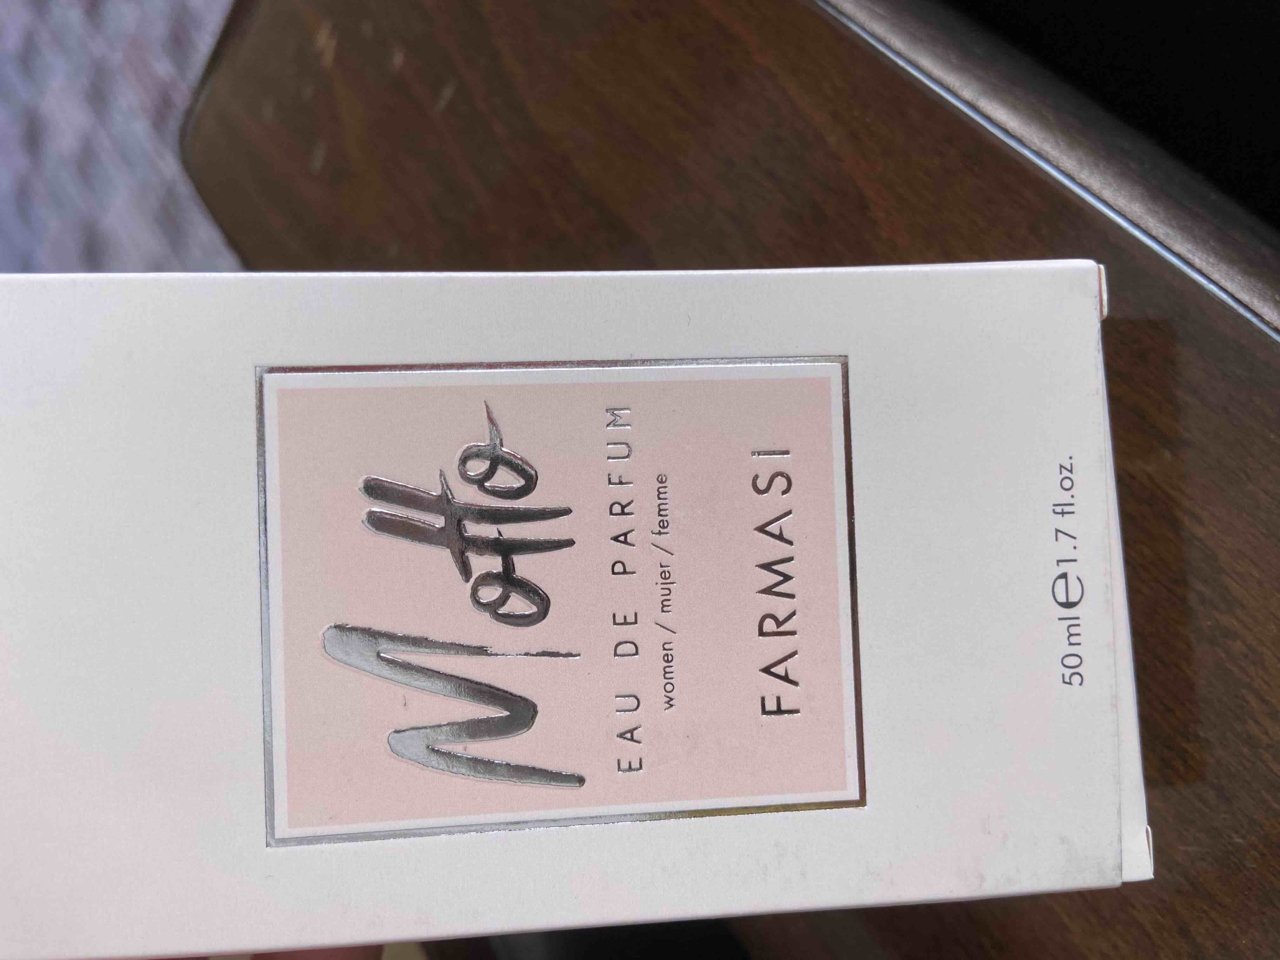 Motto
EAU DE PARFUM
women / mujer / femme
FARMASİ
50 ml ℮ 1.7 fl.oz.